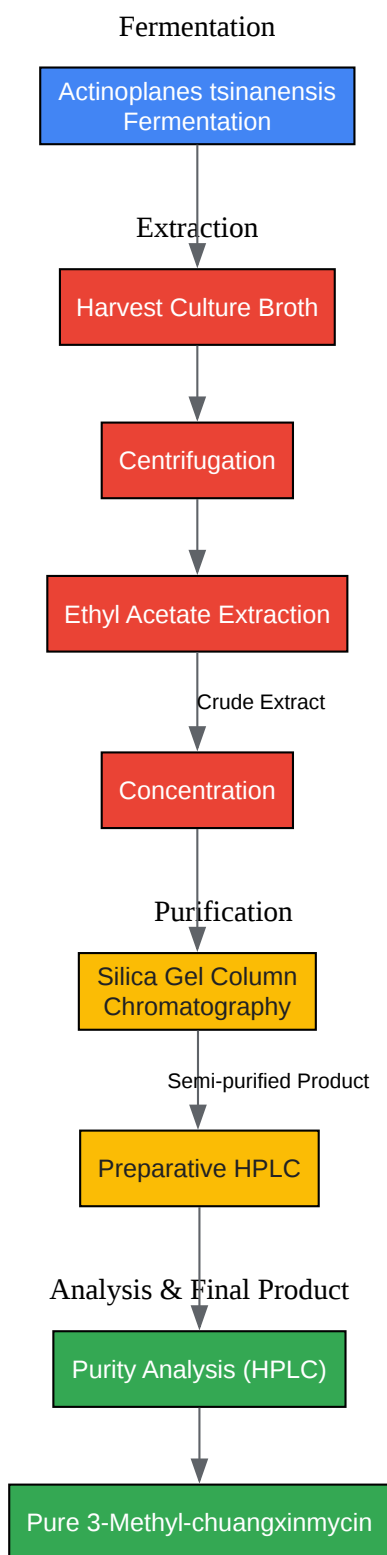 Fermentation
Actinoplanes tsinanensis
Fermentation
Extraction
Harvest Culture Broth
Centrifugation
Ethyl Acetate Extraction
Crude Extract
Concentration
Purification
Silica Gel Column
Chromatography
Semi-purified Product
Preparative HPLC
Analysis & Final Product
Purity Analysis (HPLC)
Pure 3-Methyl-chuangxinmycin